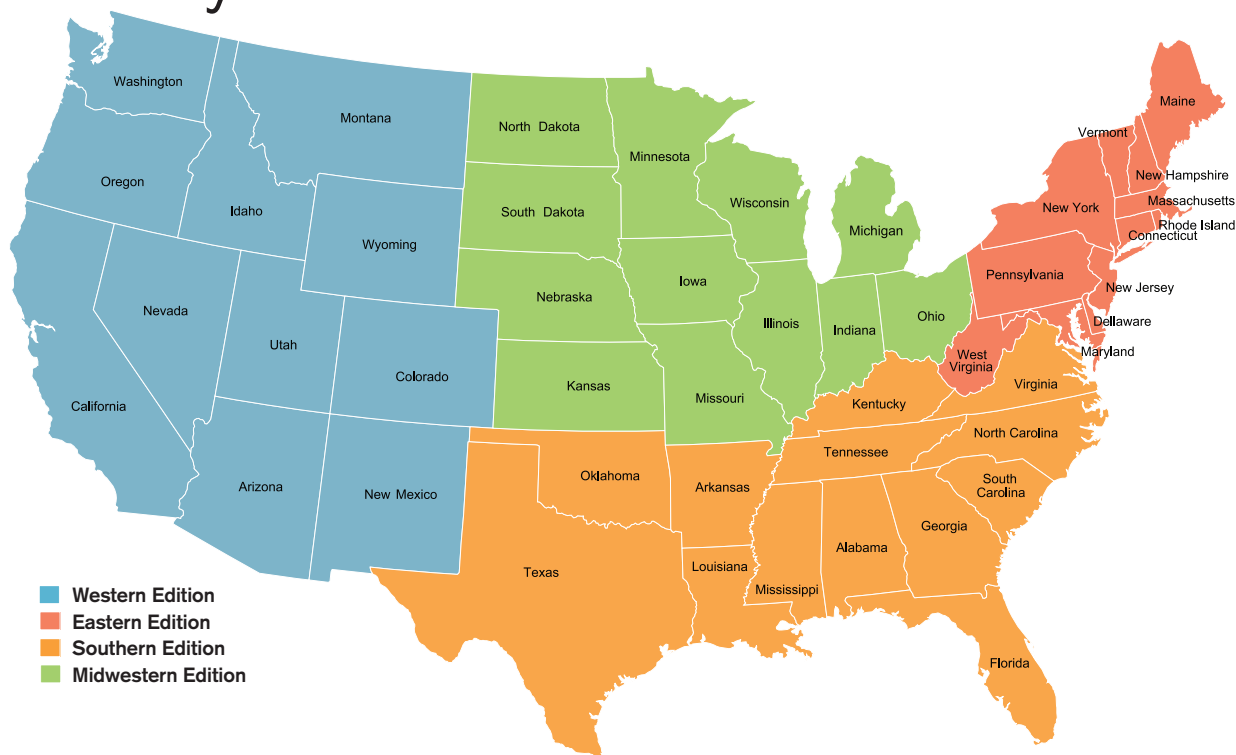 y
Washington
Montana
North Dakota
Minnesota
Maine
Vermont
New Hampshire
Oregon
Idaho
South Dakota
Wisconsin
Massachusetts
New York
Rhode Island
Connecticut
Michigan
Wyoming
Pennsylvania
Iowa
New Jersey
Nebraska
Nevada
Illinois
Indiana
Ohio
Dellaware
Utah
Maryland
West
Virginia
Colorado
Kansas
Virginia
California
Missouri
Kentucky
North Carolina
Tennessee
Oklahoma
South
Carolina
Arizona
New Mexico
Arkansas
Georgia
Alabama
Texas
Louisiana
Mississippi
Florida
Western Edition
Eastern Edition
Southern Edition
Midwestern Edition